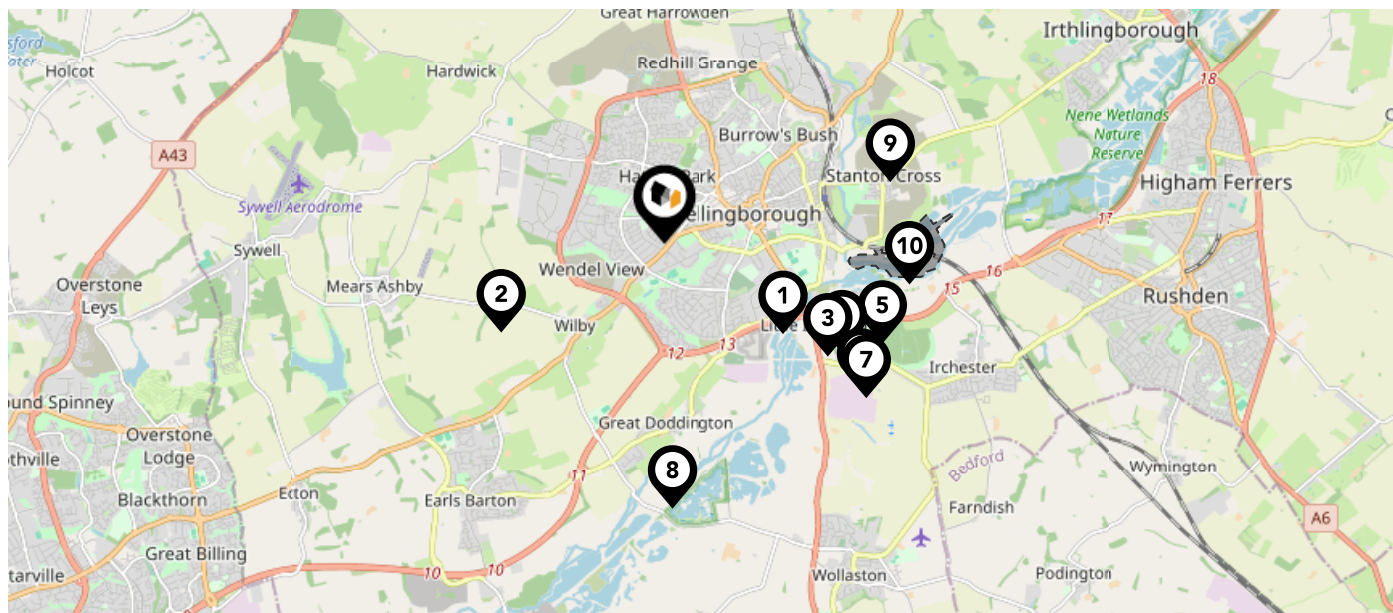 Great Harrowden
Irthlingborough
Holcot
Hardwick
Redhill Grange
18
Nene Wetlands
Nature
Reserve
Burrow's Bush
A43
9
Stanton Cross
Higham Ferrers
Sywell Aerodrome
ellingborough
17
10
Sywell
16
Wendel View
15
Overstone
Leys
Mears Ashby
2
1
5
3
Rushden
Wilby
13
12
7
Irchester
ound Spinney
Great Doddington
Overstone
Lodge
8
Bedford
Wymington
11
Blackthorn
Ecton
Earls Barton
Farndish
A6
Great Billing
10
10
Wollaston
Podington